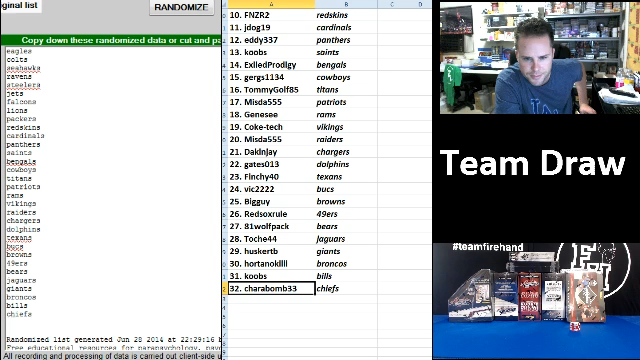 ginal list
RANDOMIZE
Copy down these randomized data or cut and pa
eagles
colts
seahawks
ravens
steelers
jets
falcoms
lions
packers
redskins
cardinals
panthers
saints
bengals
cowboys
titans
patriots
rams
vikings
raiders
chargers
dolphins
texans
bucs
browns
49ers
bears
jaguars
giants
broncos
bills
chiefs
Randomized list generated Jun 28 2014 at 22:29:16
Free educational resources for parapsychology, psyc
All recording and processing of data is carried out client-side u
A B C D
10. FNZR2 redskins
11. jdog19 cardinals
12. eddy337 panthers
13. koobs saints
14. ExiledProdigy bengals
15. gergs1134 cowboys
16. TommyGolf85 titans
17. Misda555 patriots
18. Genesee rams
19. Coke-tech vikings
20. Misda555 raiders
21. Dakinjay chargers
22. gates013 dolphins
23. Finchy40 texans
24. vic2222 bucs
25. Bigguy browns
26. Redsoxrule 49ers
27. 81wolfpack bears
28. Toche44 jaguars
29. huskertb giants
30. hortanokilll broncos
31. koobs bills
32. charabomb33 chiefs
Team Draw
#teamfirehand